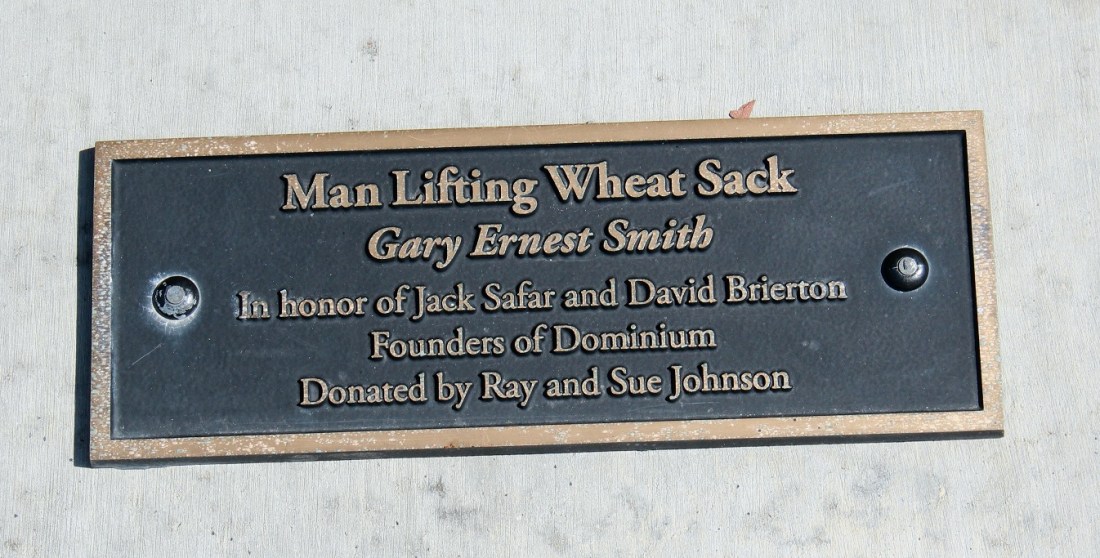 Man Lifting Wheat Sack
Gary Ernest Smith
In honor of Jack Safar and David Brierton
Founders of Dominium
Donated by Ray and Sue Johnson